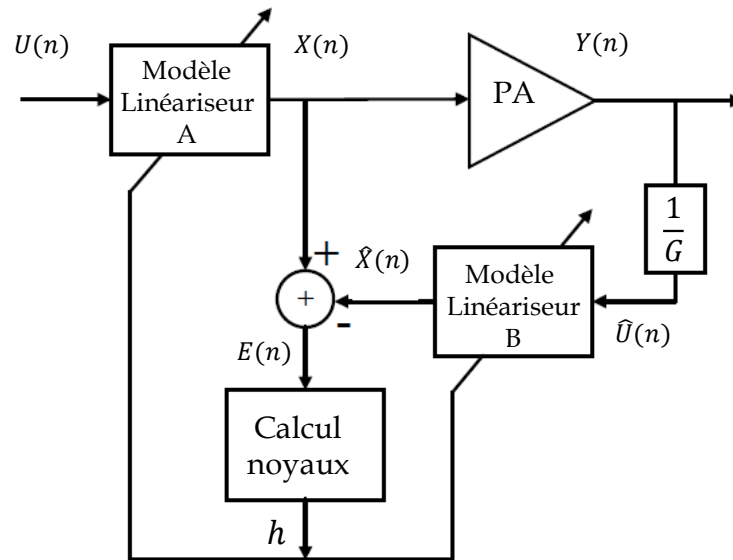 U(n)
Modèle
Linéariseur
A
X(n)
PA
Y(n)
1
G
+
X̂(n)
Modèle
Linéariseur
B
Û(n)
+
-
E(n)
Calcul
noyaux
h